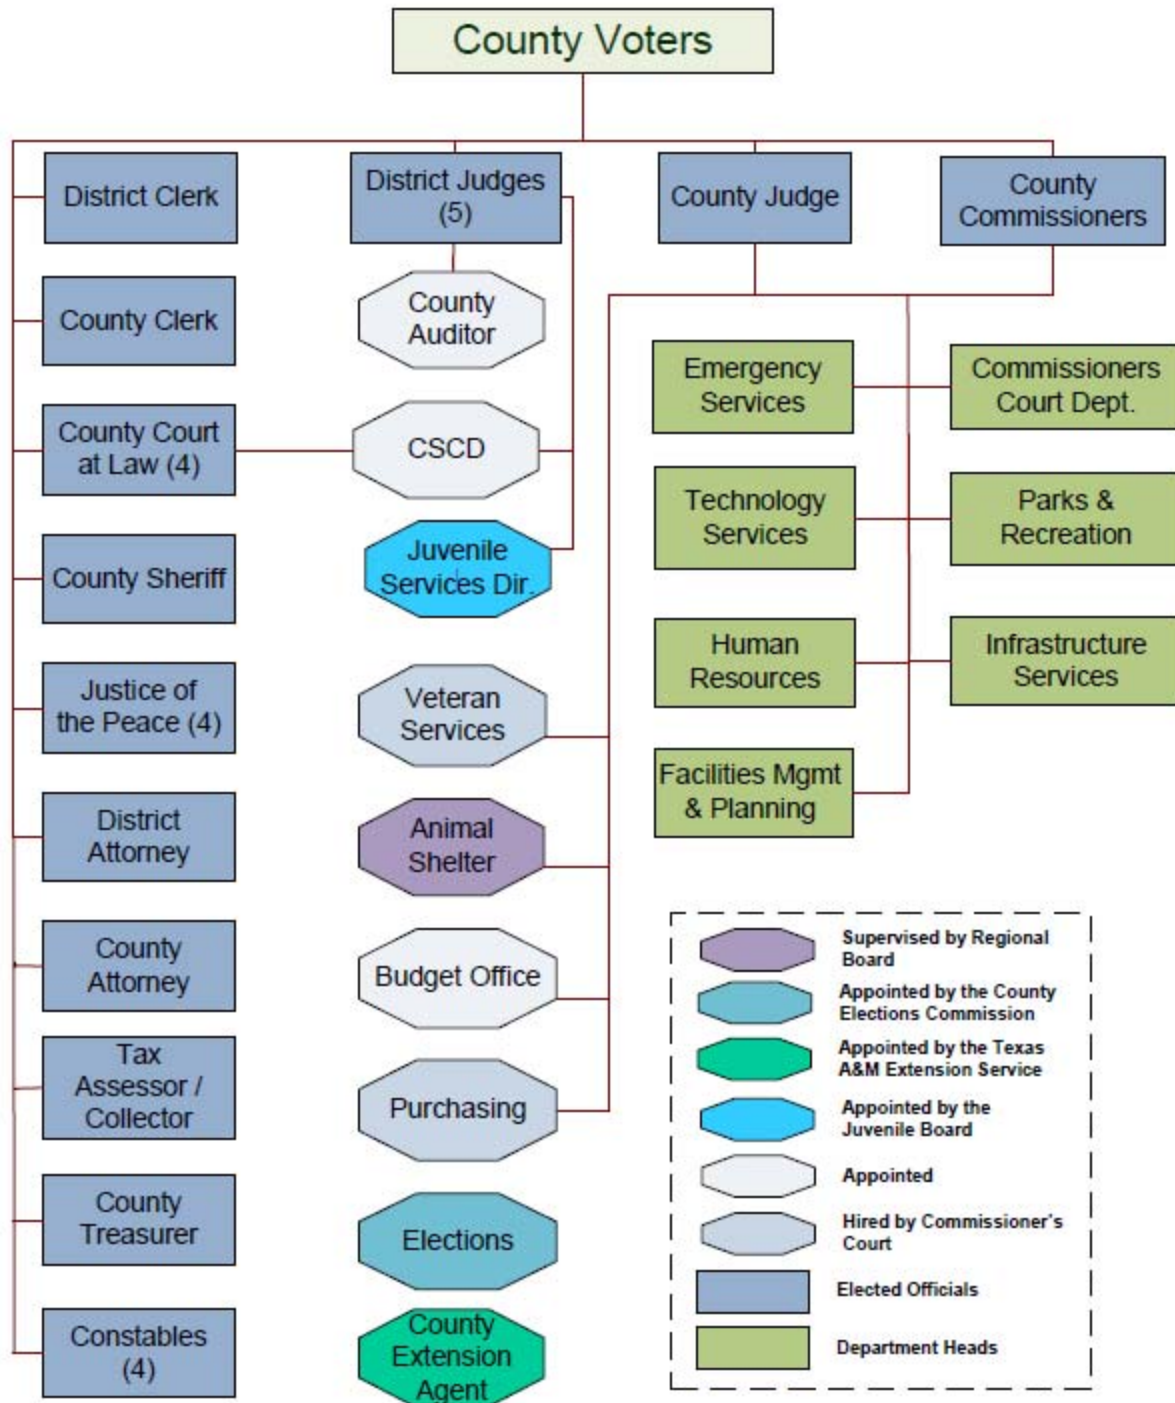 County Voters
District Clerk
County Clerk
County Court
at Law (4)
County Sheriff
Justice of
the Peace (4)
District
Attorney
County
Attorney
Tax
Assessor /
Collector
County
Treasurer
Constables
(4)
District Judges
(5)
County
Auditor
CSCD
Juvenile
Services Dir.
Veteran
Services
Animal
Shelter
Budget Office
Purchasing
Elections
County
Extension
Agent
County Judge
County
Commissioners
Emergency
Services
Commissioners
Court Dept.
Technology
Services
Parks &
Recreation
Human
Resources
Infrastructure
Services
Facilities Mgmt
& Planning
Supervised by Regional
Board
Appointed by the County
Elections Commission
Appointed by the Texas
A&M Extension Service
Appointed by the
Juvenile Board
Appointed
Hired by Commissioner's
Court
Elected Officials
Department Heads